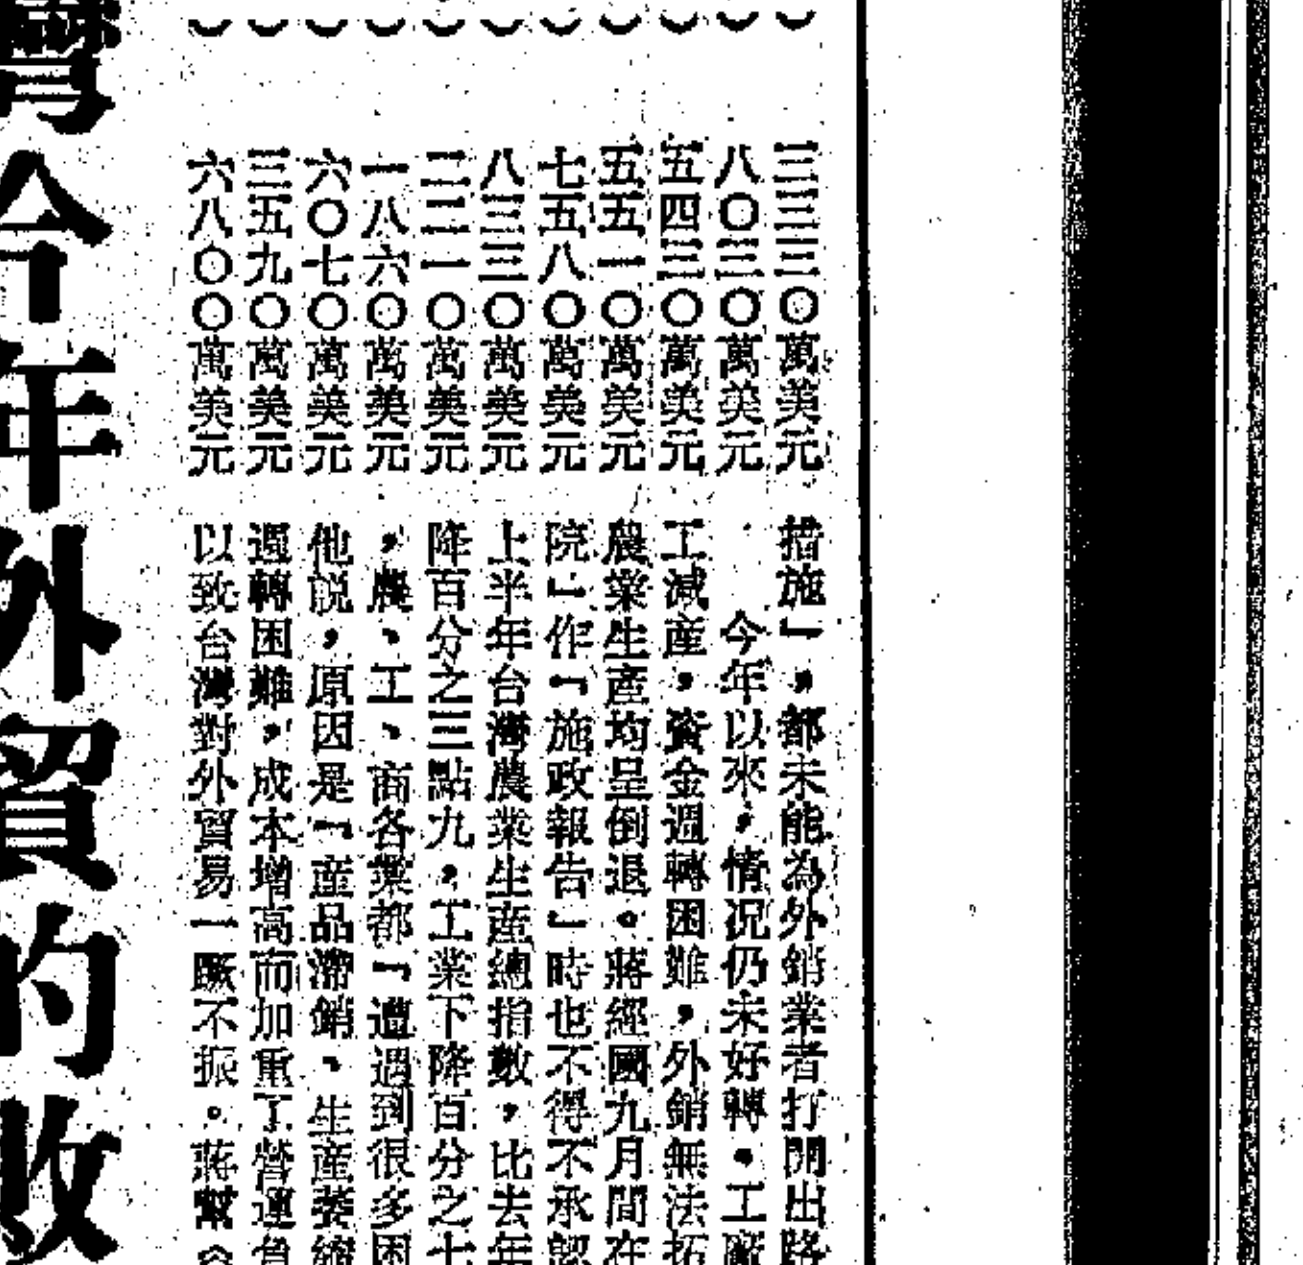 三三三〇萬美元
八〇三〇萬美元
五四三〇萬美元
五五一〇萬美元
七五八〇萬美元
八三三〇萬美元
二二一〇萬美元
一八六〇萬美元
六〇七〇萬美元
三五九〇萬美元
六八〇〇萬美元
措施」,都未能為外銷業者打開出路
今年以來,情況仍未好轉。工廠
工減產,資金週轉困難,外銷無法拓
農業生產均呈倒退。蔣經國九月間在
院」作「施政報告」時也不得不承認
上半年台灣農業生產總指數,比去年
降百分之三點九,工業下降百分之七
,農、工、商各業都「遭遇到很多困
他說,原因是「產品滯銷、生產萎縮
週轉困難,成本增高而加重了營運負
以致台灣對外貿易一蹶不振。蔣幫《
灣今年外貿的敗